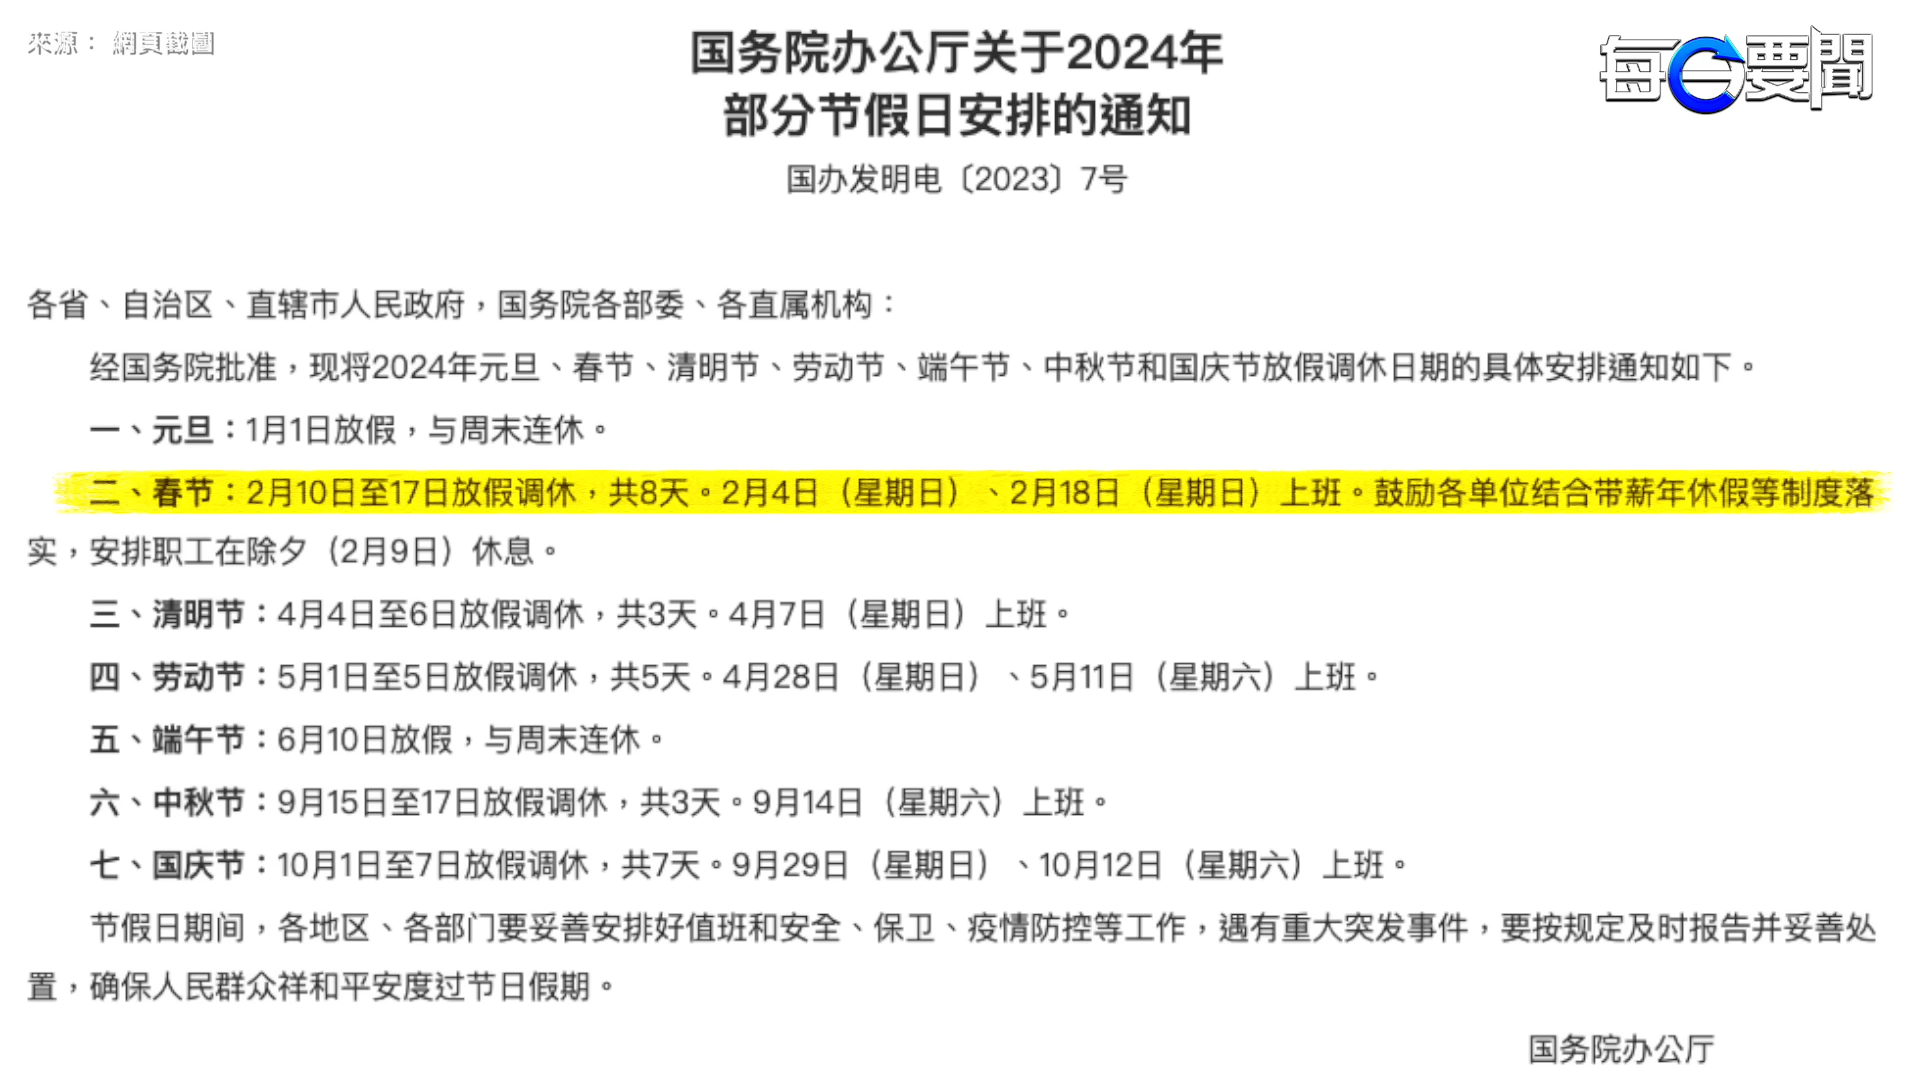 來源： 網頁截圖
每日要聞
国务院办公厅关于2024年
部分节假日安排的通知
国办发明电〔2023〕7号
各省、自治区、直辖市人民政府，国务院各部委、各直属机构：
经国务院批准，现将2024年元旦、春节、清明节、劳动节、端午节、中秋节和国庆节放假调休日期的具体安排通知如下。
一、元旦：1月1日放假，与周末连休。
二、春节：2月10日至17日放假调休，共8天。2月4日（星期日）、2月18日（星期日）上班。鼓励各单位结合带薪年休假等制度落
实，安排职工在除夕（2月9日）休息。
三、清明节：4月4日至6日放假调休，共3天。4月7日（星期日）上班。
四、劳动节：5月1日至5日放假调休，共5天。4月28日（星期日）、5月11日（星期六）上班。
五、端午节：6月10日放假，与周末连休。
六、中秋节：9月15日至17日放假调休，共3天。9月14日（星期六）上班。
七、国庆节：10月1日至7日放假调休，共7天。9月29日（星期日）、10月12日（星期六）上班。
节假日期间，各地区、各部门要妥善安排好值班和安全、保卫、疫情防控等工作，遇有重大突发事件，要按规定及时报告并妥善处
置，确保人民群众祥和平安度过节日假期。
国务院办公厅